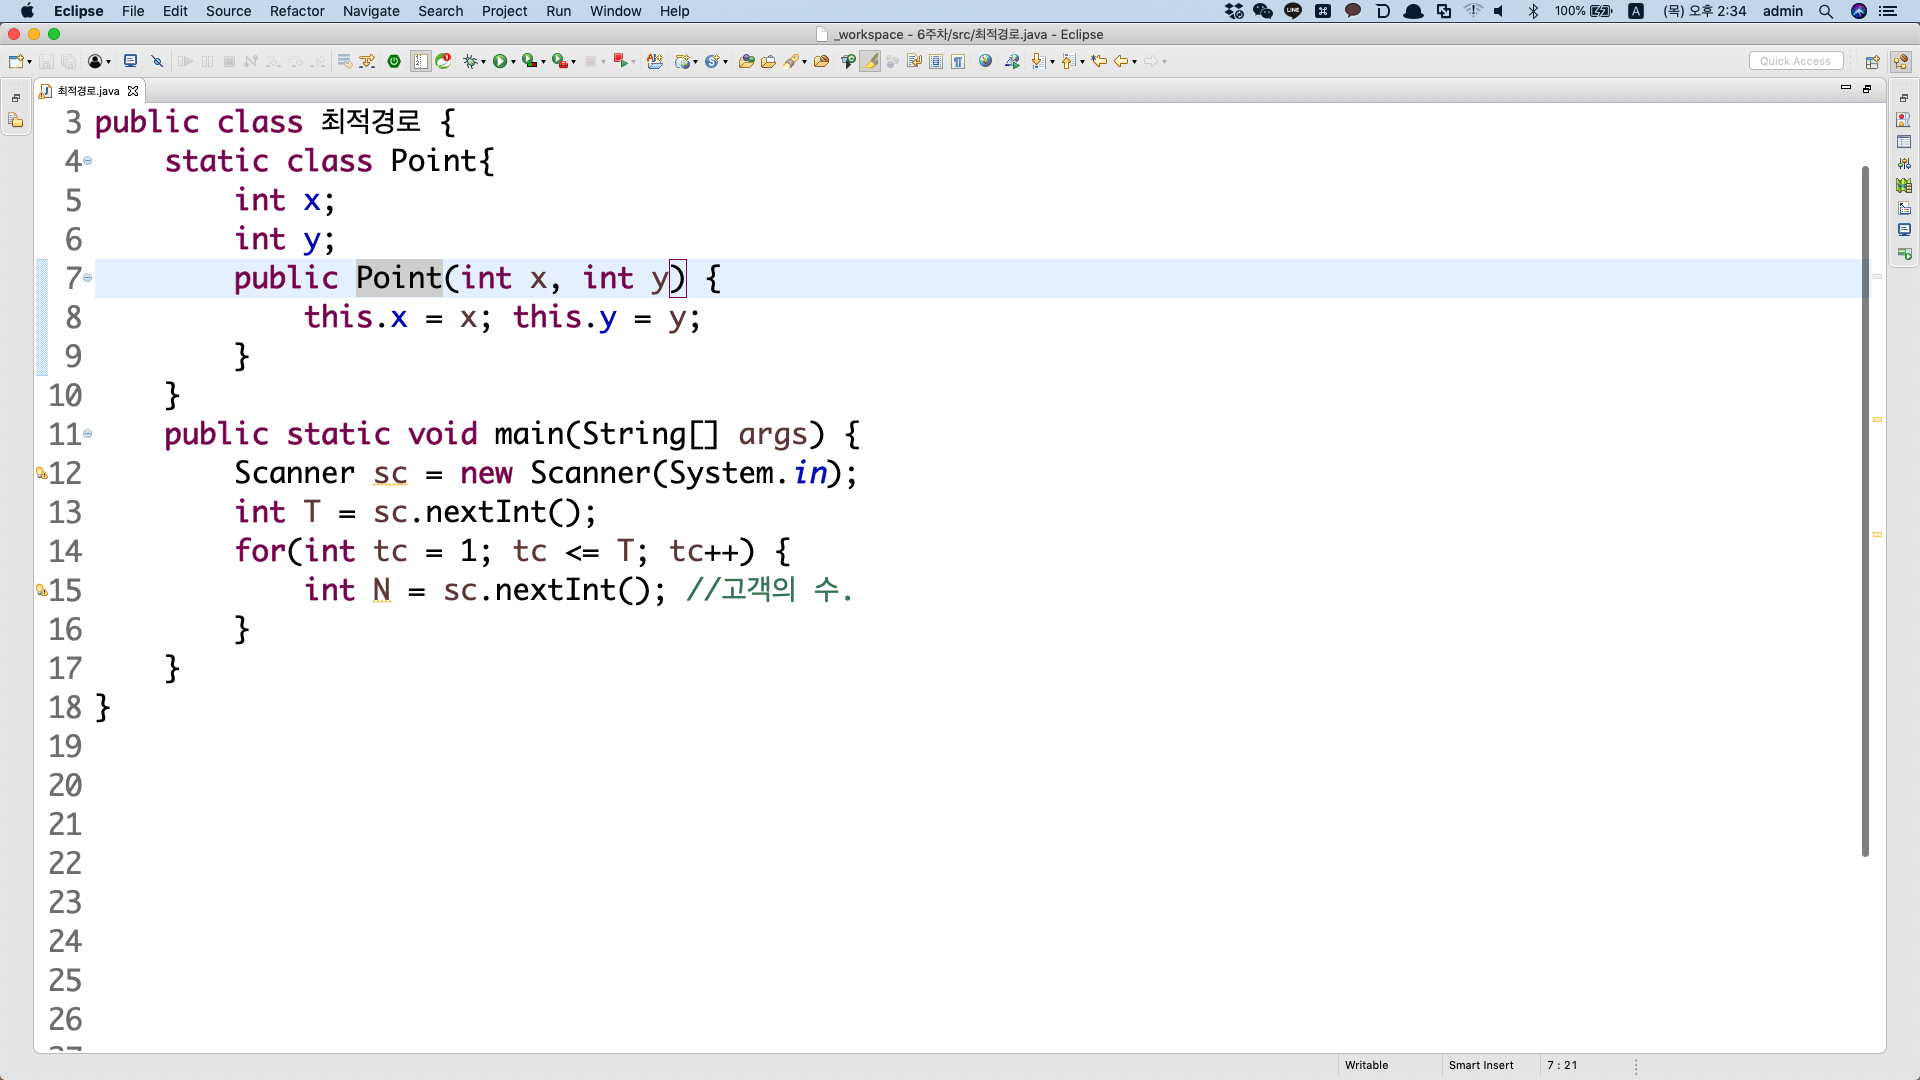 Eclipse File Edit Source Refactor Navigate Search Project Run Window Help 100% A (목) 오후 2:34 admin
_workspace - 6주차/src/최적경로.java - Eclipse
Quick Access
최적경로.java
3 public class 최적경로 {
4 static class Point{
5 int x;
6 int y;
7 public Point(int x, int y) {
8 this.x = x; this.y = y;
9 }
10 }
11 public static void main(String[] args) {
12 Scanner sc = new Scanner(System.in);
13 int T = sc.nextInt();
14 for(int tc = 1; tc <= T; tc++) {
15 int N = sc.nextInt(); //고객의 수.
16 }
17 }
18 }
19
20
21
22
23
24
25
26
Writable Smart Insert 7 : 21